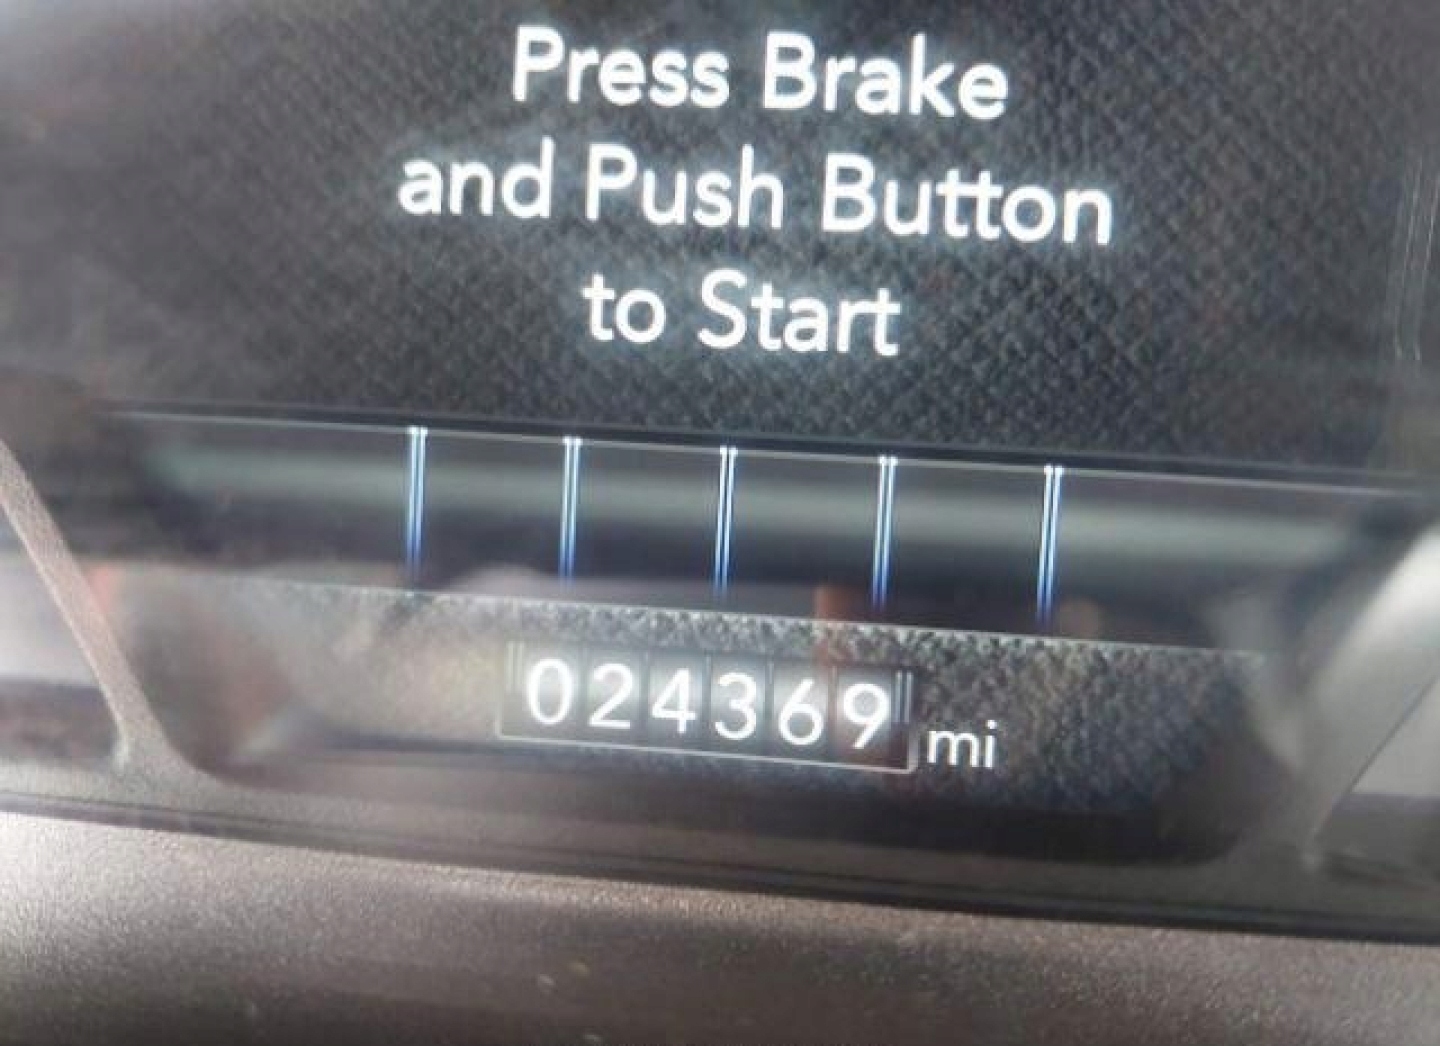 Press Brake
and Push Button
to Start
024369 mi